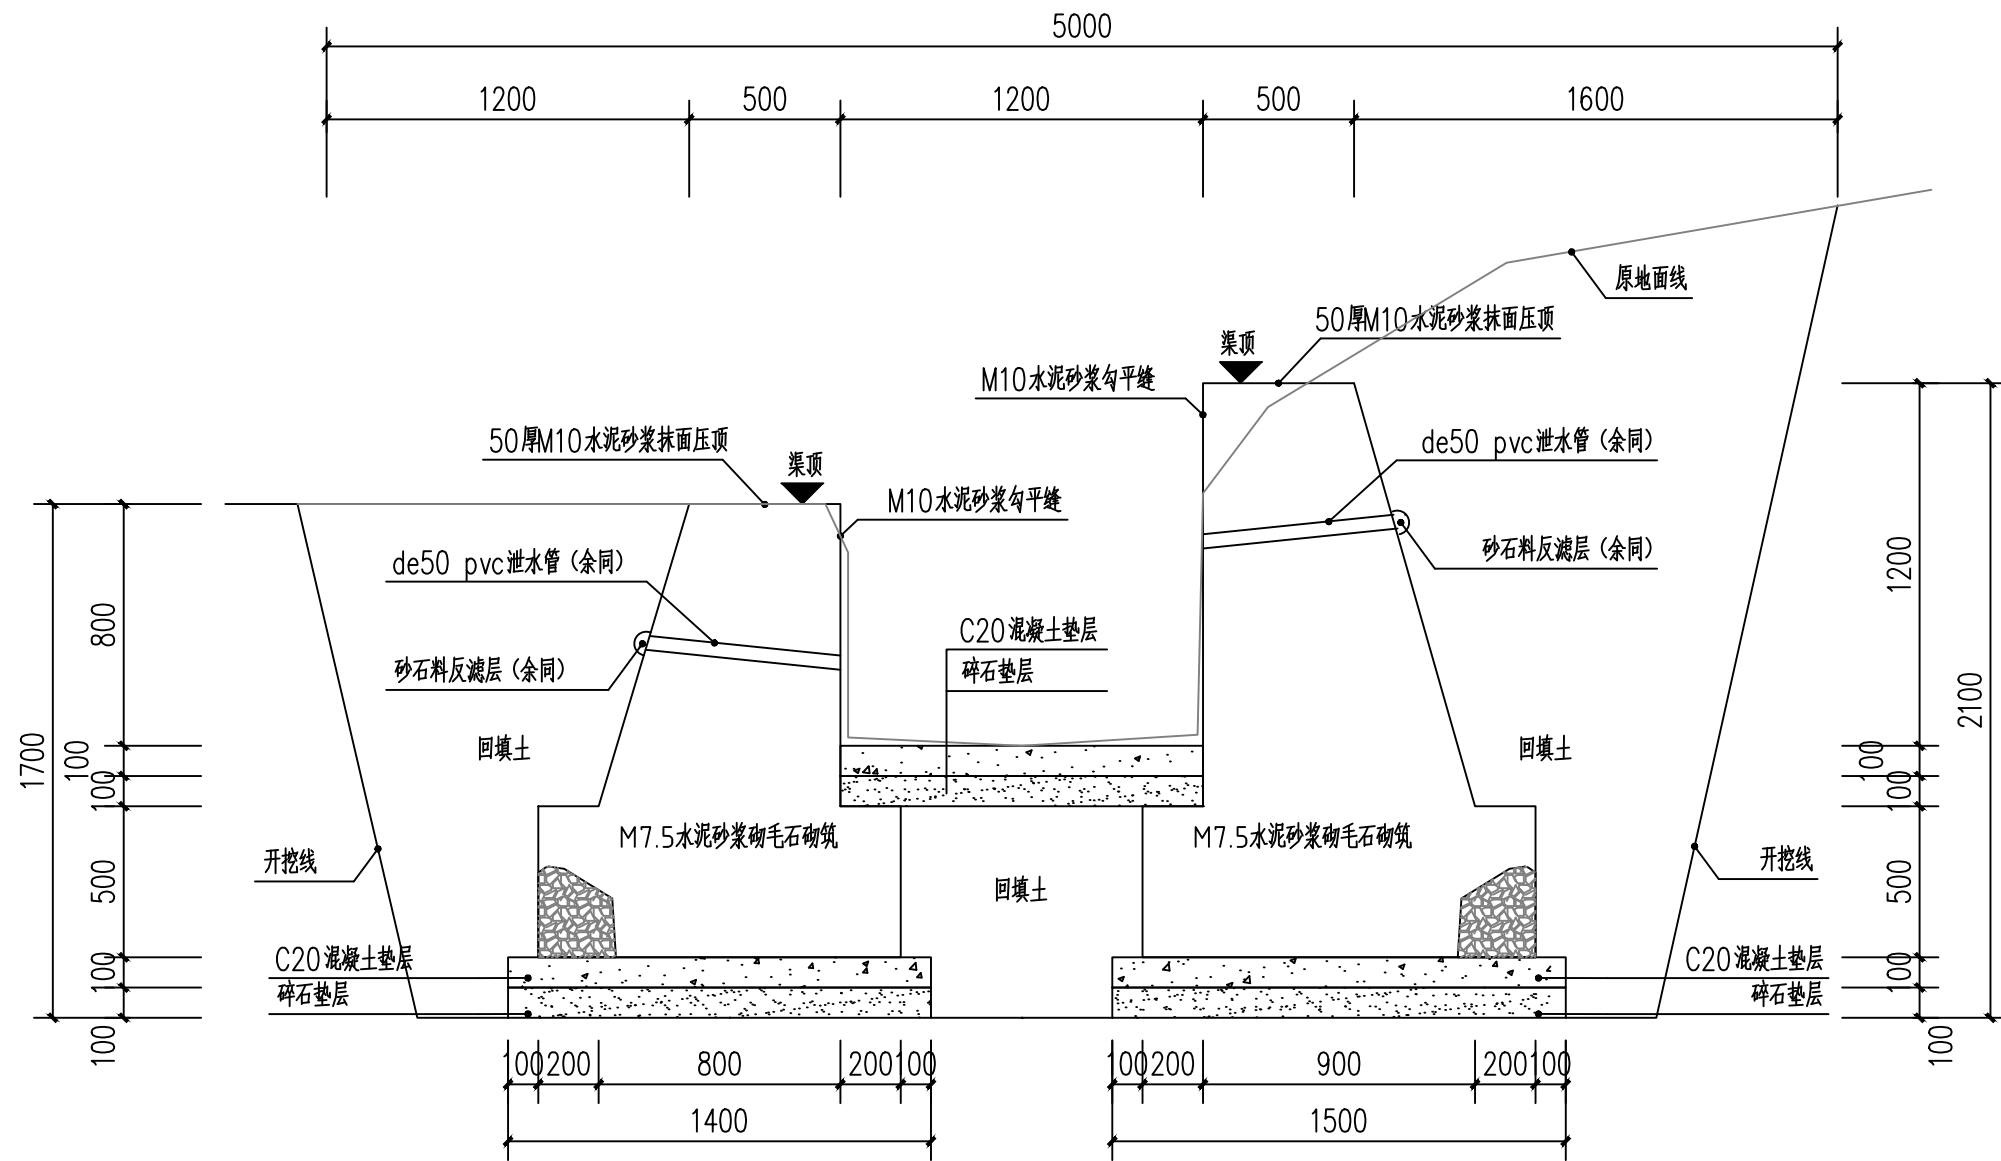 5000
1200
500
1200
500
1600
原地面线
50厚M10水泥砂浆抹面压顶
渠顶
M10水泥砂浆勾平缝
50厚M10水泥砂浆抹面压顶
渠顶
de50 pvc泄水管(余同)
M10水泥砂浆勾平缝
砂石料反滤层(余同)
de50 pvc泄水管(余同)
C20混凝土垫层
砂石料反滤层(余同)
碎石垫层
回填土
回填土
M7.5水泥砂浆砌毛石砌筑
M7.5水泥砂浆砌毛石砌筑
开挖线
开挖线
回填土
C20混凝土垫层
碎石垫层
C20混凝土垫层
碎石垫层
1700
800
100
100
500
100
100
1200
100
100
500
100
100
2100
100
200
800
200
100
1400
100
200
900
200
100
1500